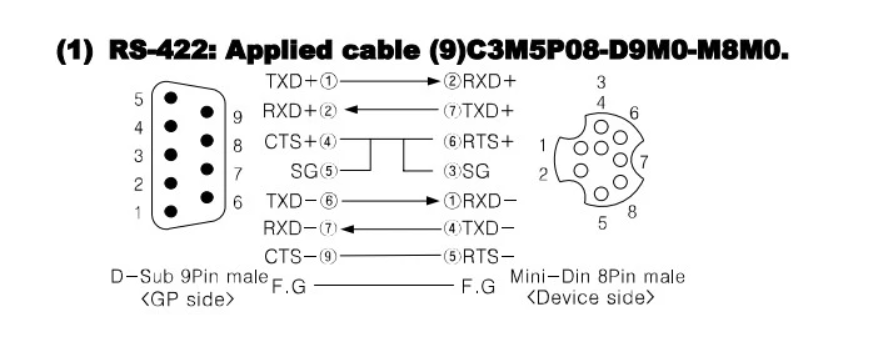 (1) RS-422: Applied cable (9)C3M5P08-D9M0-M8M0.
TXD+① ②RXD+
RXD+② ⑦TXD+
CTS+④ ⑥RTS+
SG⑤ ③SG
TXD-⑥ ①RXD-
RXD-⑦ ④TXD-
CTS-⑨ ⑤RTS-
F.G F.G
5
4
3
2
1
9
8
7
6
D-Sub 9Pin male
<GP side>
3
4
6
1
7
2
8
5
Mini-Din 8Pin male
<Device side>